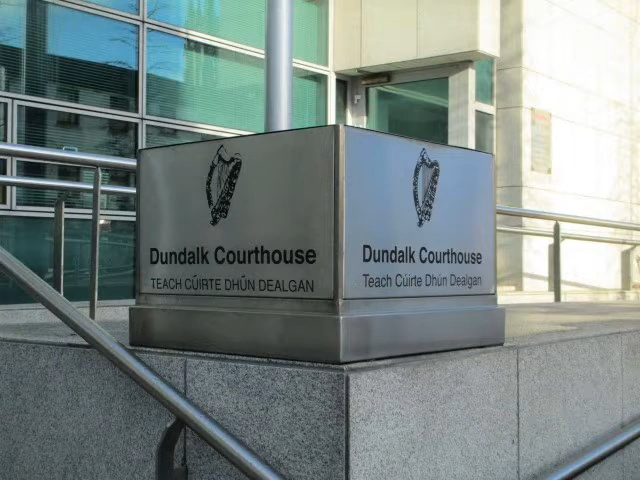 Dundalk Courthouse
TEACH CÚIRTE DHÚN DEALGAN
Dundalk Courthouse
Teach Cúirte Dhún Dealgan